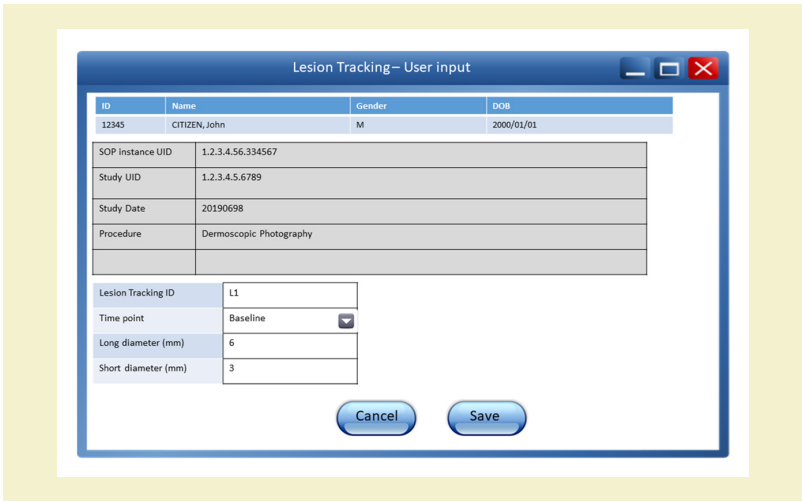 Lesion Tracking– User input
ID Name Gender DOB
12345 CITIZEN, John M 2000/01/01
SOP instance UID 1.2.3.4.56.334567
Study UID 1.2.3.4.5.6789
Study Date 20190698
Procedure Dermoscopic Photography
Lesion Tracking ID L1
Time point Baseline
Long diameter (mm) 6
Short diameter (mm) 3
Cancel Save